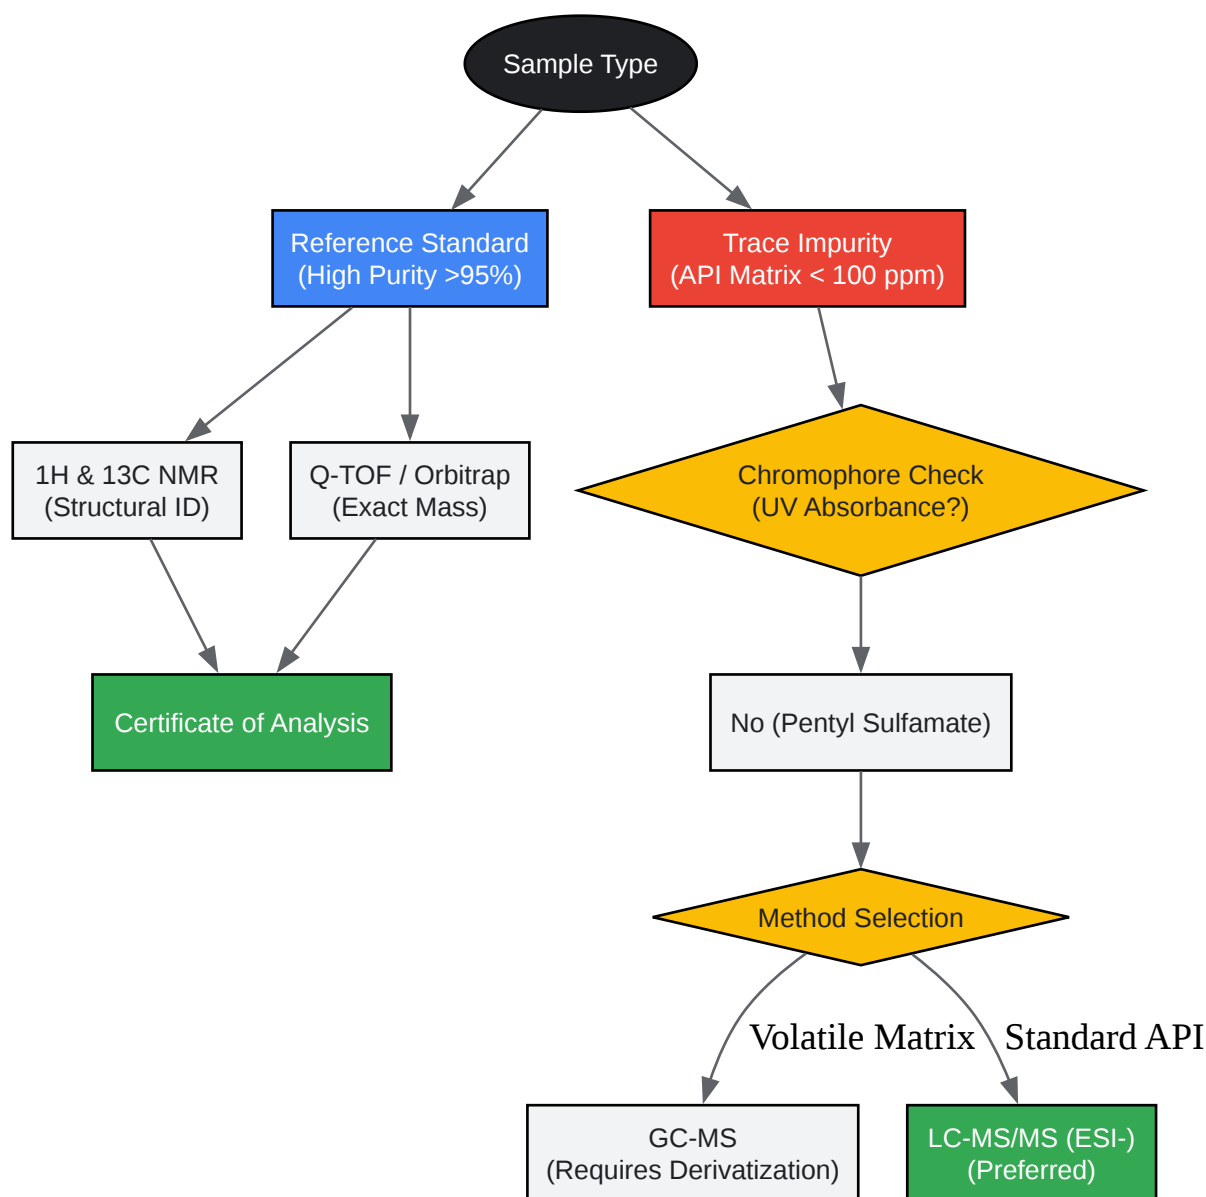 Sample Type
Reference Standard
(High Purity >95%)
Trace Impurity
(API Matrix < 100 ppm)
1H & 13C NMR
(Structural ID)
Q-TOF / Orbitrap
(Exact Mass)
Chromophore Check
(UV Absorbance?)
Certificate of Analysis
No (Pentyl Sulfamate)
Method Selection
Volatile Matrix
Standard API
GC-MS
(Requires Derivatization)
LC-MS/MS (ESI-)
(Preferred)